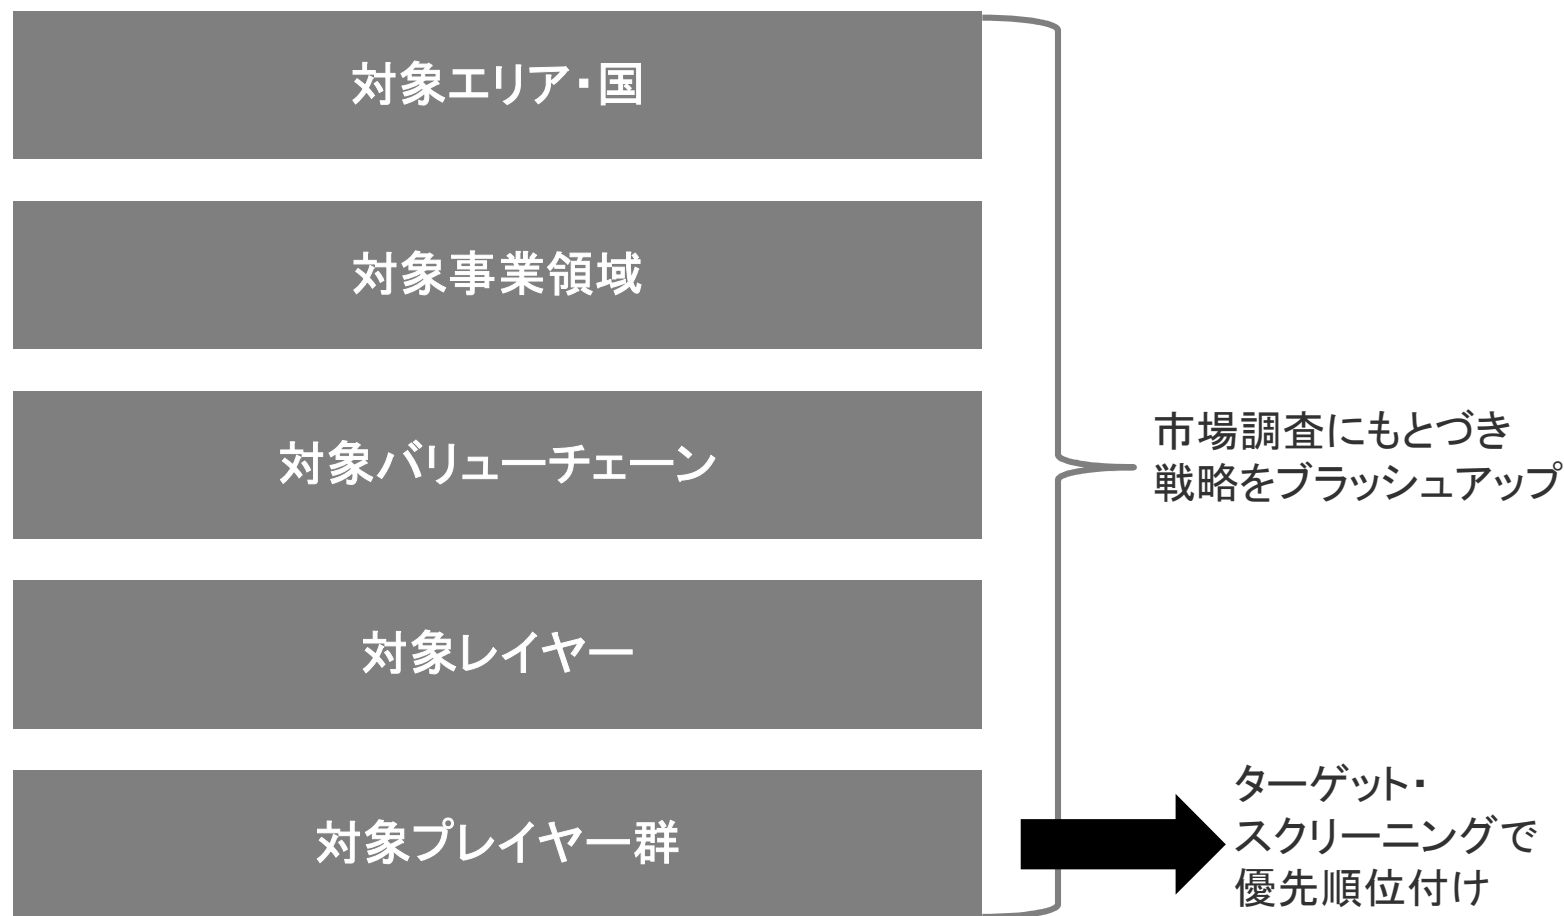 対象エリア・国
対象事業領域
対象バリューチェーン
市場調査にもとづき
戦略をブラッシュアップ
対象レイヤー
対象プレイヤー群
ターゲット・
スクリーニングで
優先順位付け